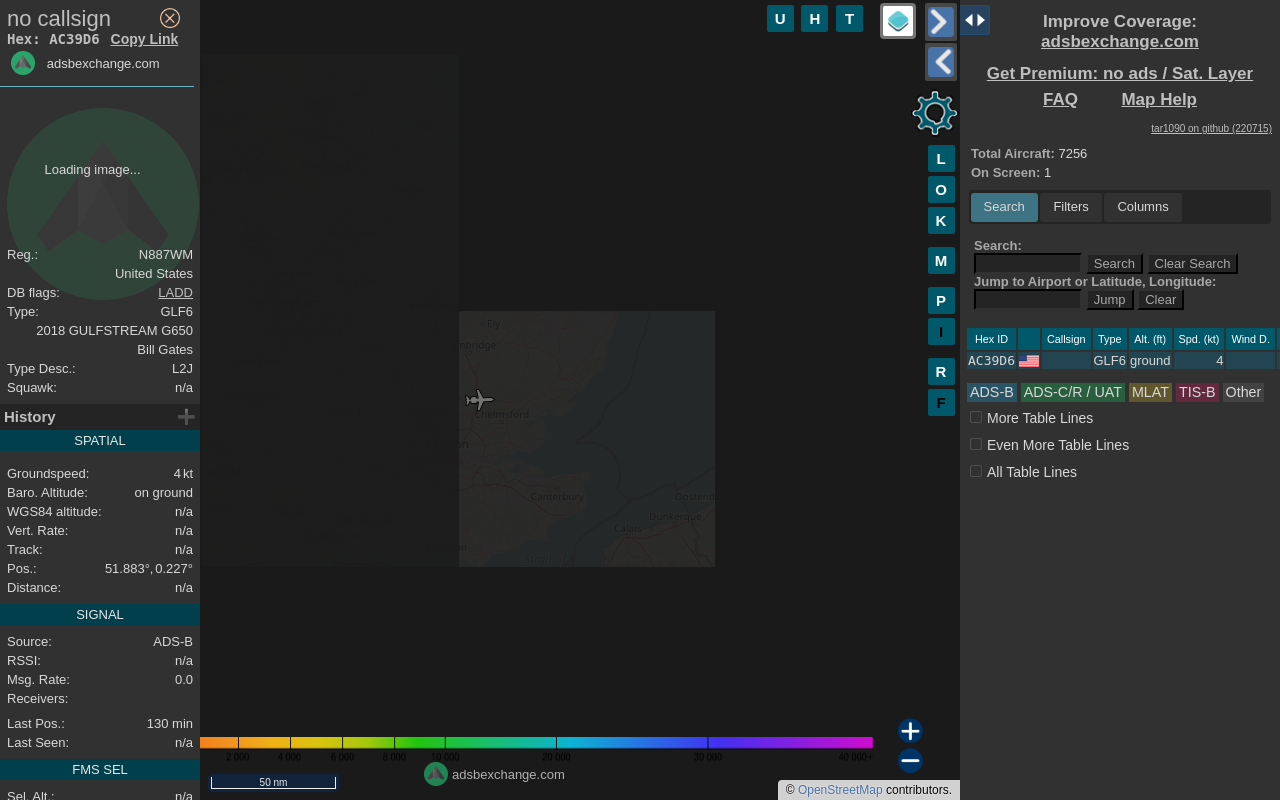 no callsign
Hex: AC39D6 Copy Link
adsbexchange.com
Loading image...
Reg.: N887WM
United States
DB flags: LADD
Type: GLF6
2018 GULFSTREAM G650
Bill Gates
Type Desc.: L2J
Squawk: n/a
History
SPATIAL
Groundspeed: 4 kt
Baro. Altitude: on ground
WGS84 altitude: n/a
Vert. Rate: n/a
Track: n/a
Pos.: 51.883°, 0.227°
Distance: n/a
SIGNAL
Source: ADS-B
RSSI: n/a
Msg. Rate: 0.0
Receivers:
Last Pos.: 130 min
Last Seen: n/a
FMS SEL
Sel. Alt.: n/a
U H T
L
O
K
M
P
I
R
F
Ely
nbridge
Chelmsford
Canterbury
Oostend
Dunkerque
Calais
2 000 4 000 6 000 8 000 10 000 20 000 30 000 40 000+
50 nm
adsbexchange.com
© OpenStreetMap contributors.
Improve Coverage:
adsbexchange.com
Get Premium: no ads / Sat. Layer
FAQ Map Help
tar1090 on github (220715)
Total Aircraft: 7256
On Screen: 1
Search Filters Columns
Search:
Search Clear Search
Jump to Airport or Latitude, Longitude:
Jump Clear
Hex ID Callsign Type Alt. (ft) Spd. (kt) Wind D.
AC39D6 GLF6 ground 4
ADS-B ADS-C/R / UAT MLAT TIS-B Other
More Table Lines
Even More Table Lines
All Table Lines